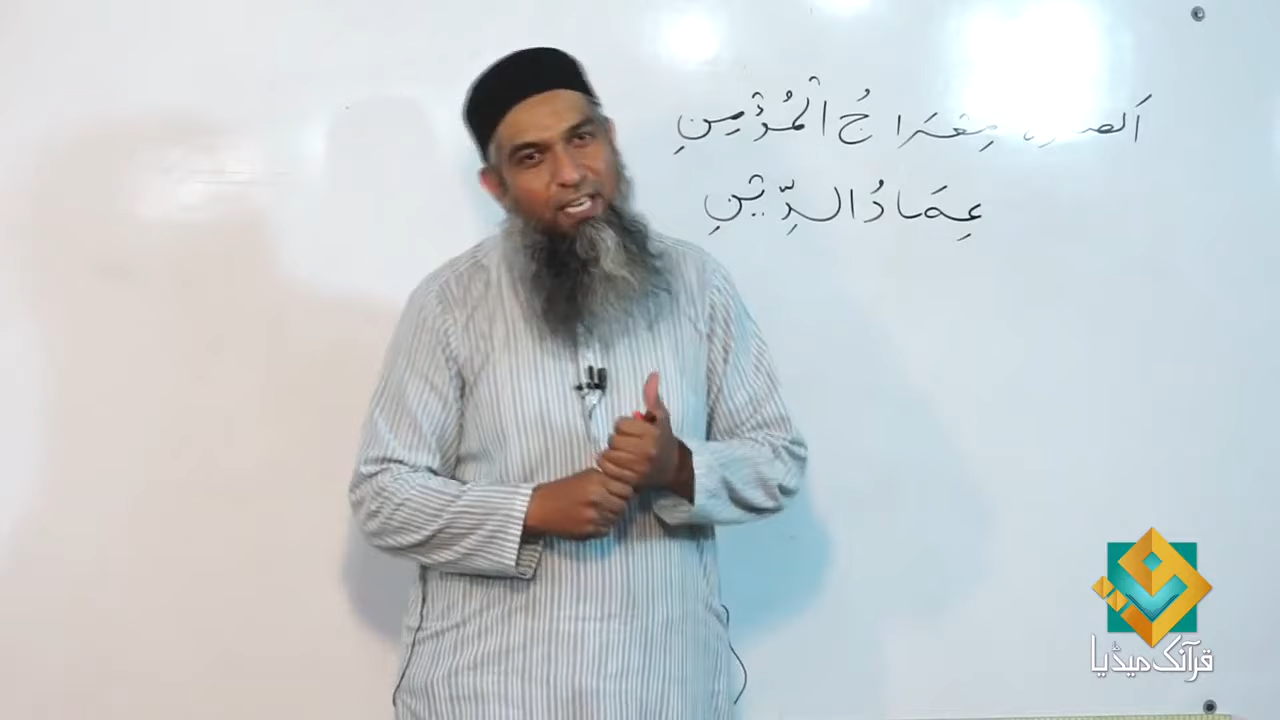 مِعَرَاجُ الْمُؤْمِنِ
عِمَادُ الدِّيْنِ
قرآنک میڈیا